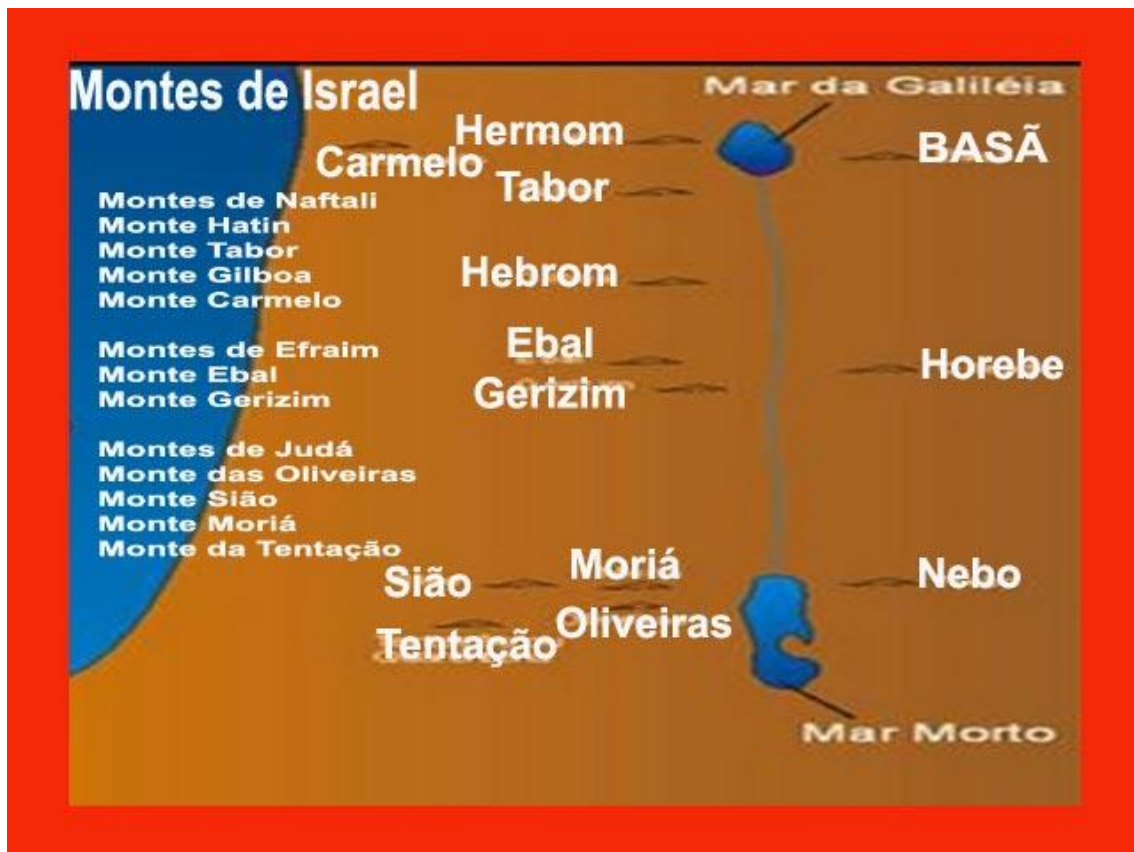 Montes de Israel
Mar da Galiléia
Hermom
BASÃ
Carmelo
Tabor
Montes de Naftali
Monte Hatin
Monte Tabor
Monte Gilboa
Monte Carmelo
Hebrom
Montes de Efraim
Monte Ebal
Monte Gerizim
Ebal
Horebe
Gerizim
Montes de Judá
Monte das Oliveiras
Monte Sião
Monte Moriá
Monte da Tentação
Sião
Moriá
Nebo
Oliveiras
Tentação
Mar Morto